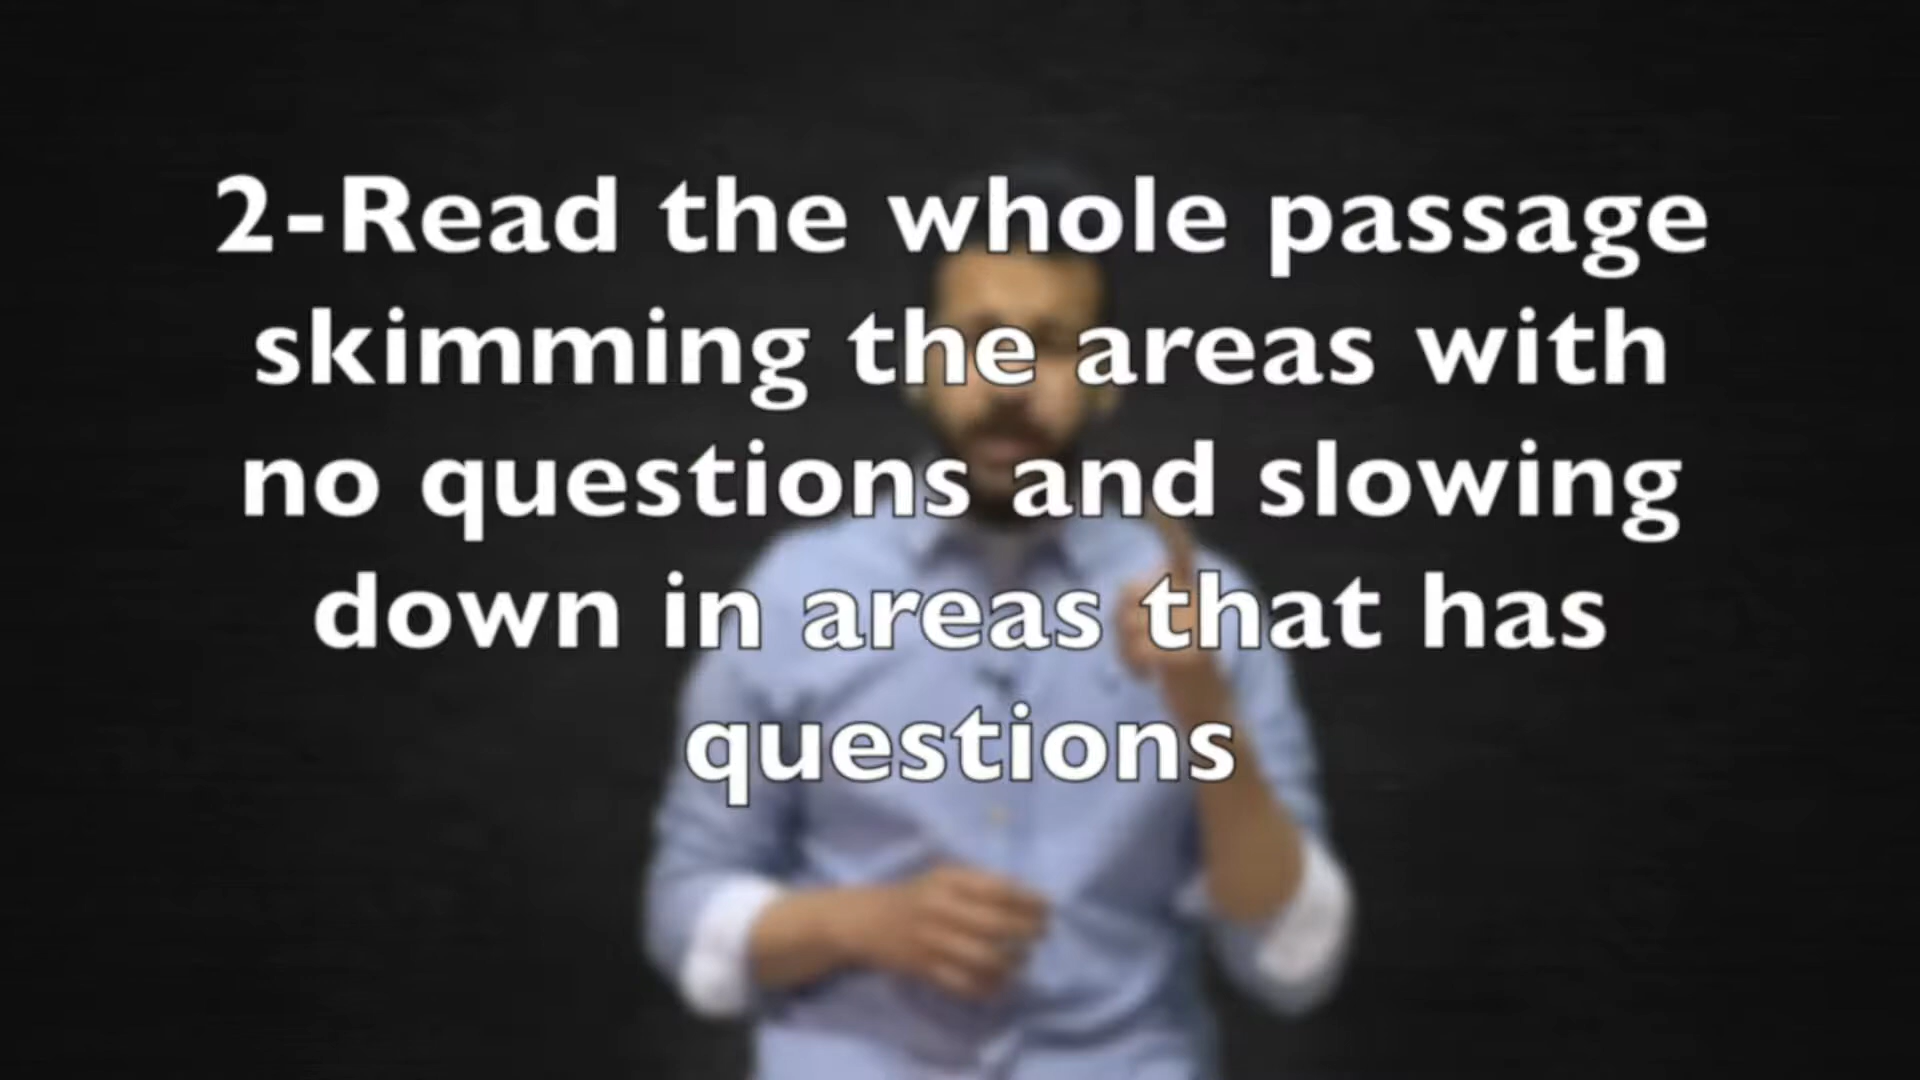 2-Read the whole passage
skimming the areas with
no questions and slowing
down in areas that has
questions